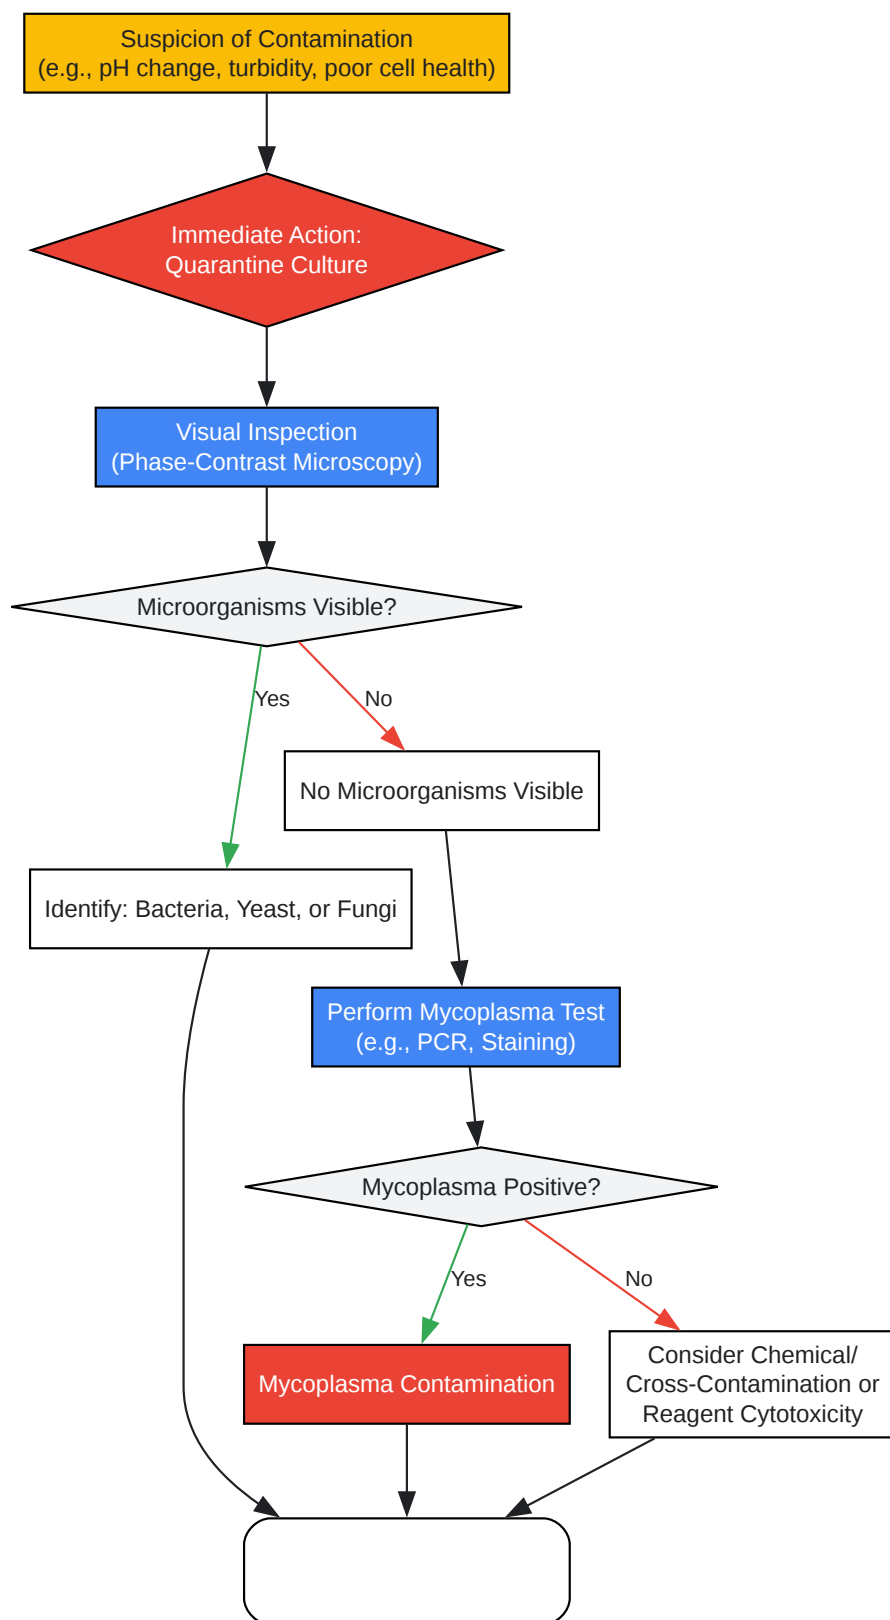 Suspicion of Contamination
(e.g., pH change, turbidity, poor cell health)
Immediate Action:
Quarantine Culture
Visual Inspection
(Phase-Contrast Microscopy)
Microorganisms Visible?
Yes
No
No Microorganisms Visible
Identify: Bacteria, Yeast, or Fungi
Perform Mycoplasma Test
(e.g., PCR, Staining)
Mycoplasma Positive?
Yes
No
Mycoplasma Contamination
Consider Chemical/
Cross-Contamination or
Reagent Cytotoxicity